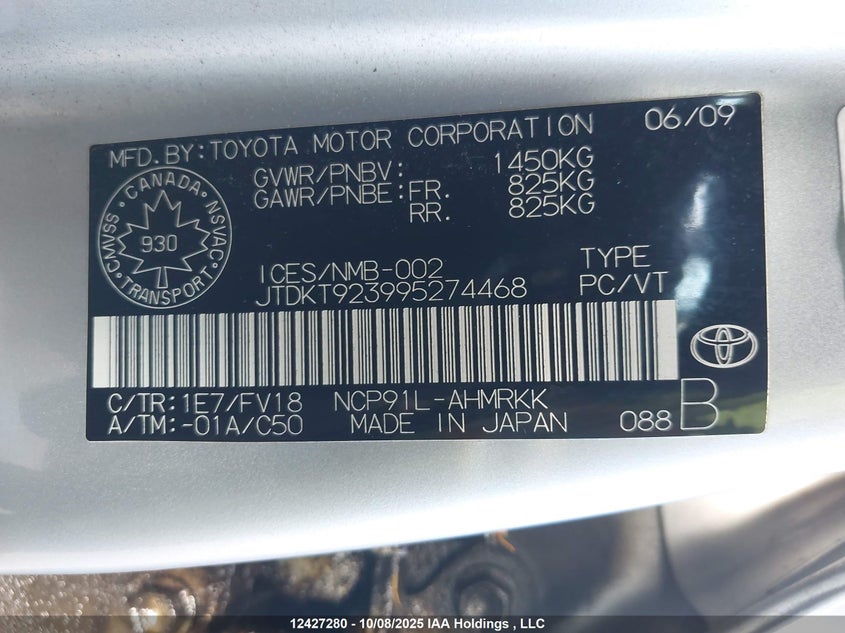 MFD.BY:TOYOTA MOTOR CORPORATION 06/09
GVWR/PNBV: 1450KG
GAWR/PNBE: FR. 825KG
RR. 825KG
CANADA
CMVSS NSVAC
930
TRANSPORT
ICES/NMB-002
TYPE
JTDKT923995274468
PC/VT
C/TR:1E7/FV18 NCP91L-AHMRKK
A/TM:-01A/C50 MADE IN JAPAN
088 B
12427280 - 10/08/2025 IAA Holdings , LLC